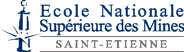 Ecole Nationale
Supérieure des Mines
SAINT-ETIENNE